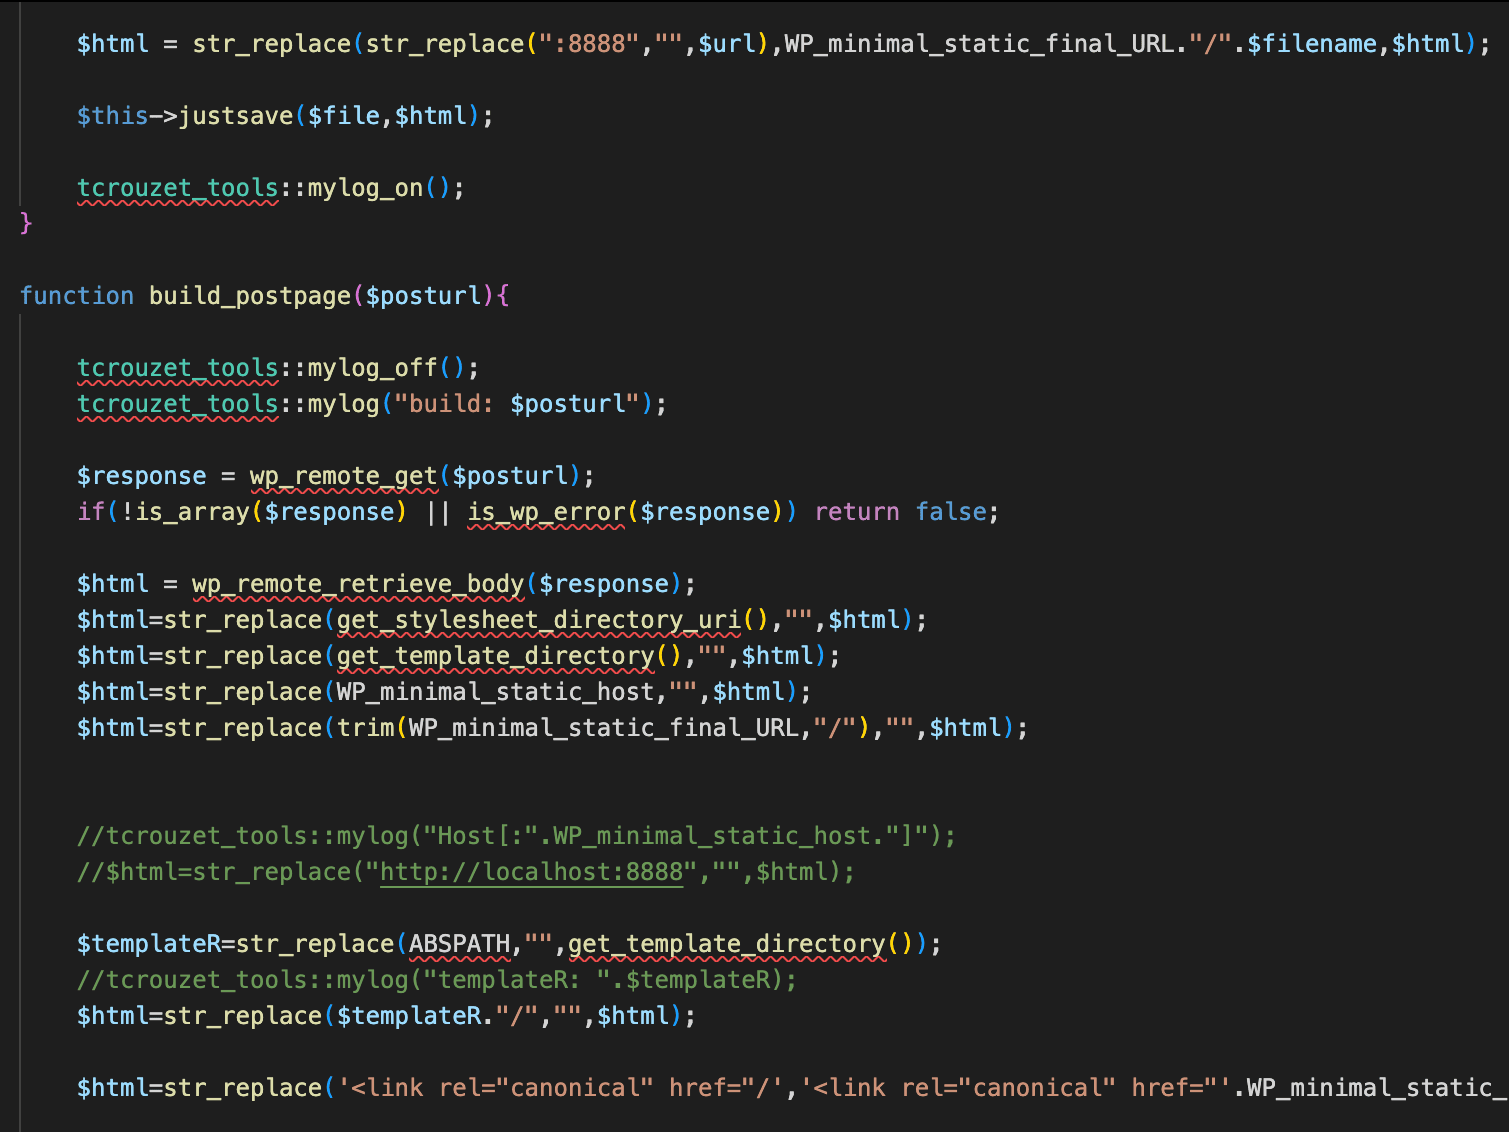 $html = str_replace(str_replace(":8888","",$url),WP_minimal_static_final_URL."/".$filename,$html);
$this->justsave($file,$html);
tcrouzet_tools::mylog_on();
}
function build_postpage($posturl){
tcrouzet_tools::mylog_off();
tcrouzet_tools::mylog("build: $posturl");
$response = wp_remote_get($posturl);
if(!is_array($response) || is_wp_error($response)) return false;
$html = wp_remote_retrieve_body($response);
$html=str_replace(get_stylesheet_directory_uri(),"",$html);
$html=str_replace(get_template_directory(),"",$html);
$html=str_replace(WP_minimal_static_host,"",$html);
$html=str_replace(trim(WP_minimal_static_final_URL,"/"),"",$html);
//tcrouzet_tools::mylog("Host[:".WP_minimal_static_host."]");
//$html=str_replace("http://localhost:8888","",$html);
$templateR=str_replace(ABSPATH,"",get_template_directory());
//tcrouzet_tools::mylog("templateR: ".$templateR);
$html=str_replace($templateR."/","",$html);
$html=str_replace('<link rel="canonical" href="/','<link rel="canonical" href="'.WP_minimal_static_